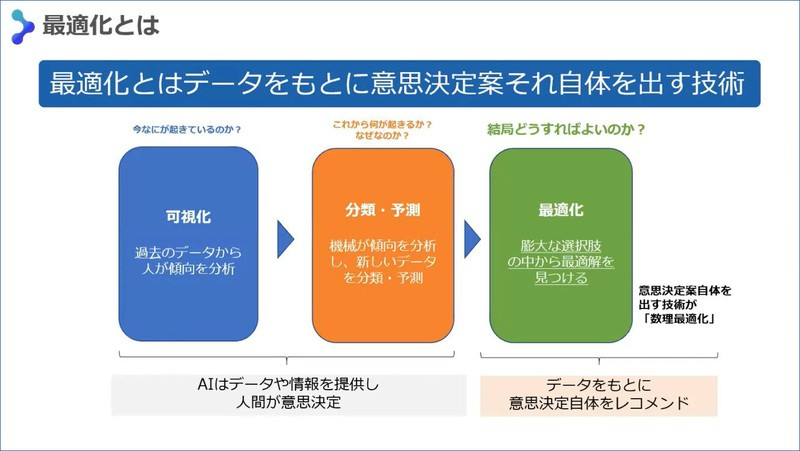 最適化とは
最適化とはデータをもとに意思決定案それ自体を出す技術
今なにが起きているのか？
これから何が起きるか？
なぜなのか？
結局どうすればよいのか？
可視化
過去のデータから
人が傾向を分析
分類・予測
機械が傾向を分析
し、新しいデータ
を分類・予測
最適化
膨大な選択肢
の中から最適解を
見つける
意思決定案自体を
出す技術が
「数理最適化」
AIはデータや情報を提供し
人間が意思決定
データをもとに
意思決定自体をレコメンド